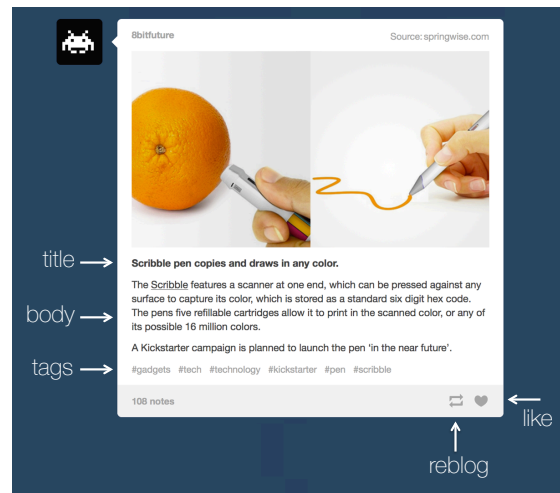 8bitfuture
Source: springwise.com
title
Scribble pen copies and draws in any color.
The Scribble features a scanner at one end, which can be pressed against any
surface to capture its color, which is stored as a standard six digit hex code.
body
The pens five refillable cartridges allow it to print in the scanned color, or any of
its possible 16 million colors.
A Kickstarter campaign is planned to launch the pen 'in the near future'.
tags
#gadgets #tech #technology #kickstarter #pen #scribble
108 notes
like
reblog